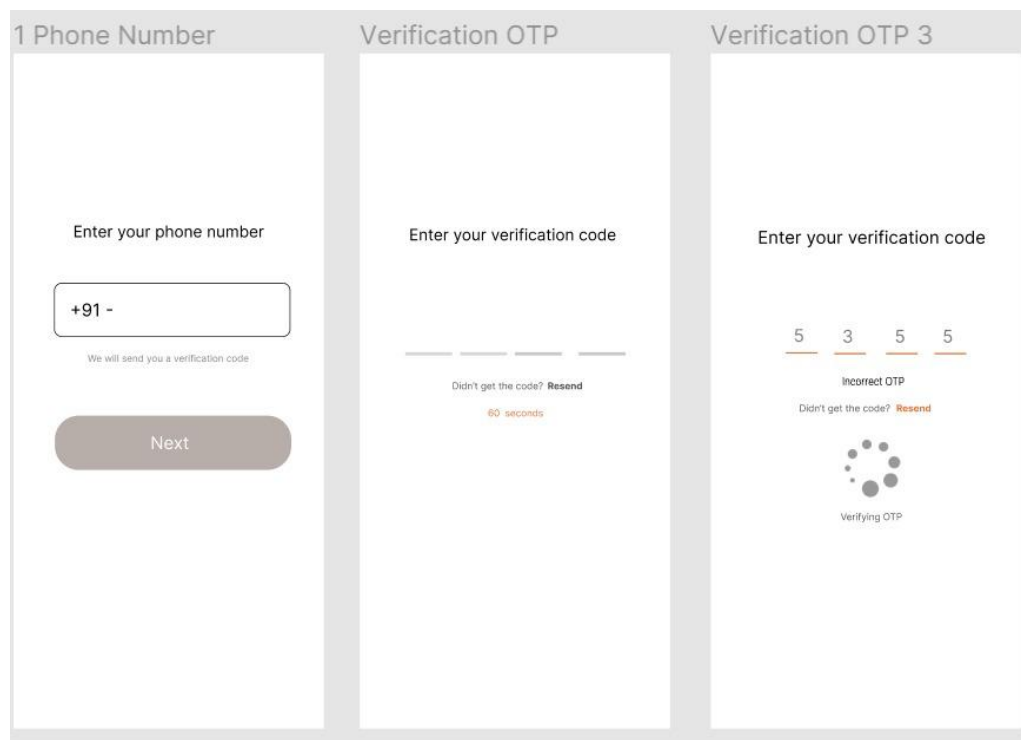 1 Phone Number
Enter your phone number
+91 -
We will send you a verification code
Next
Verification OTP
Enter your verification code
Didn't get the code? Resend
60 seconds
Verification OTP 3
Enter your verification code
5 3 5 5
Incorrect OTP
Didn't get the code? Resend
Verifying OTP